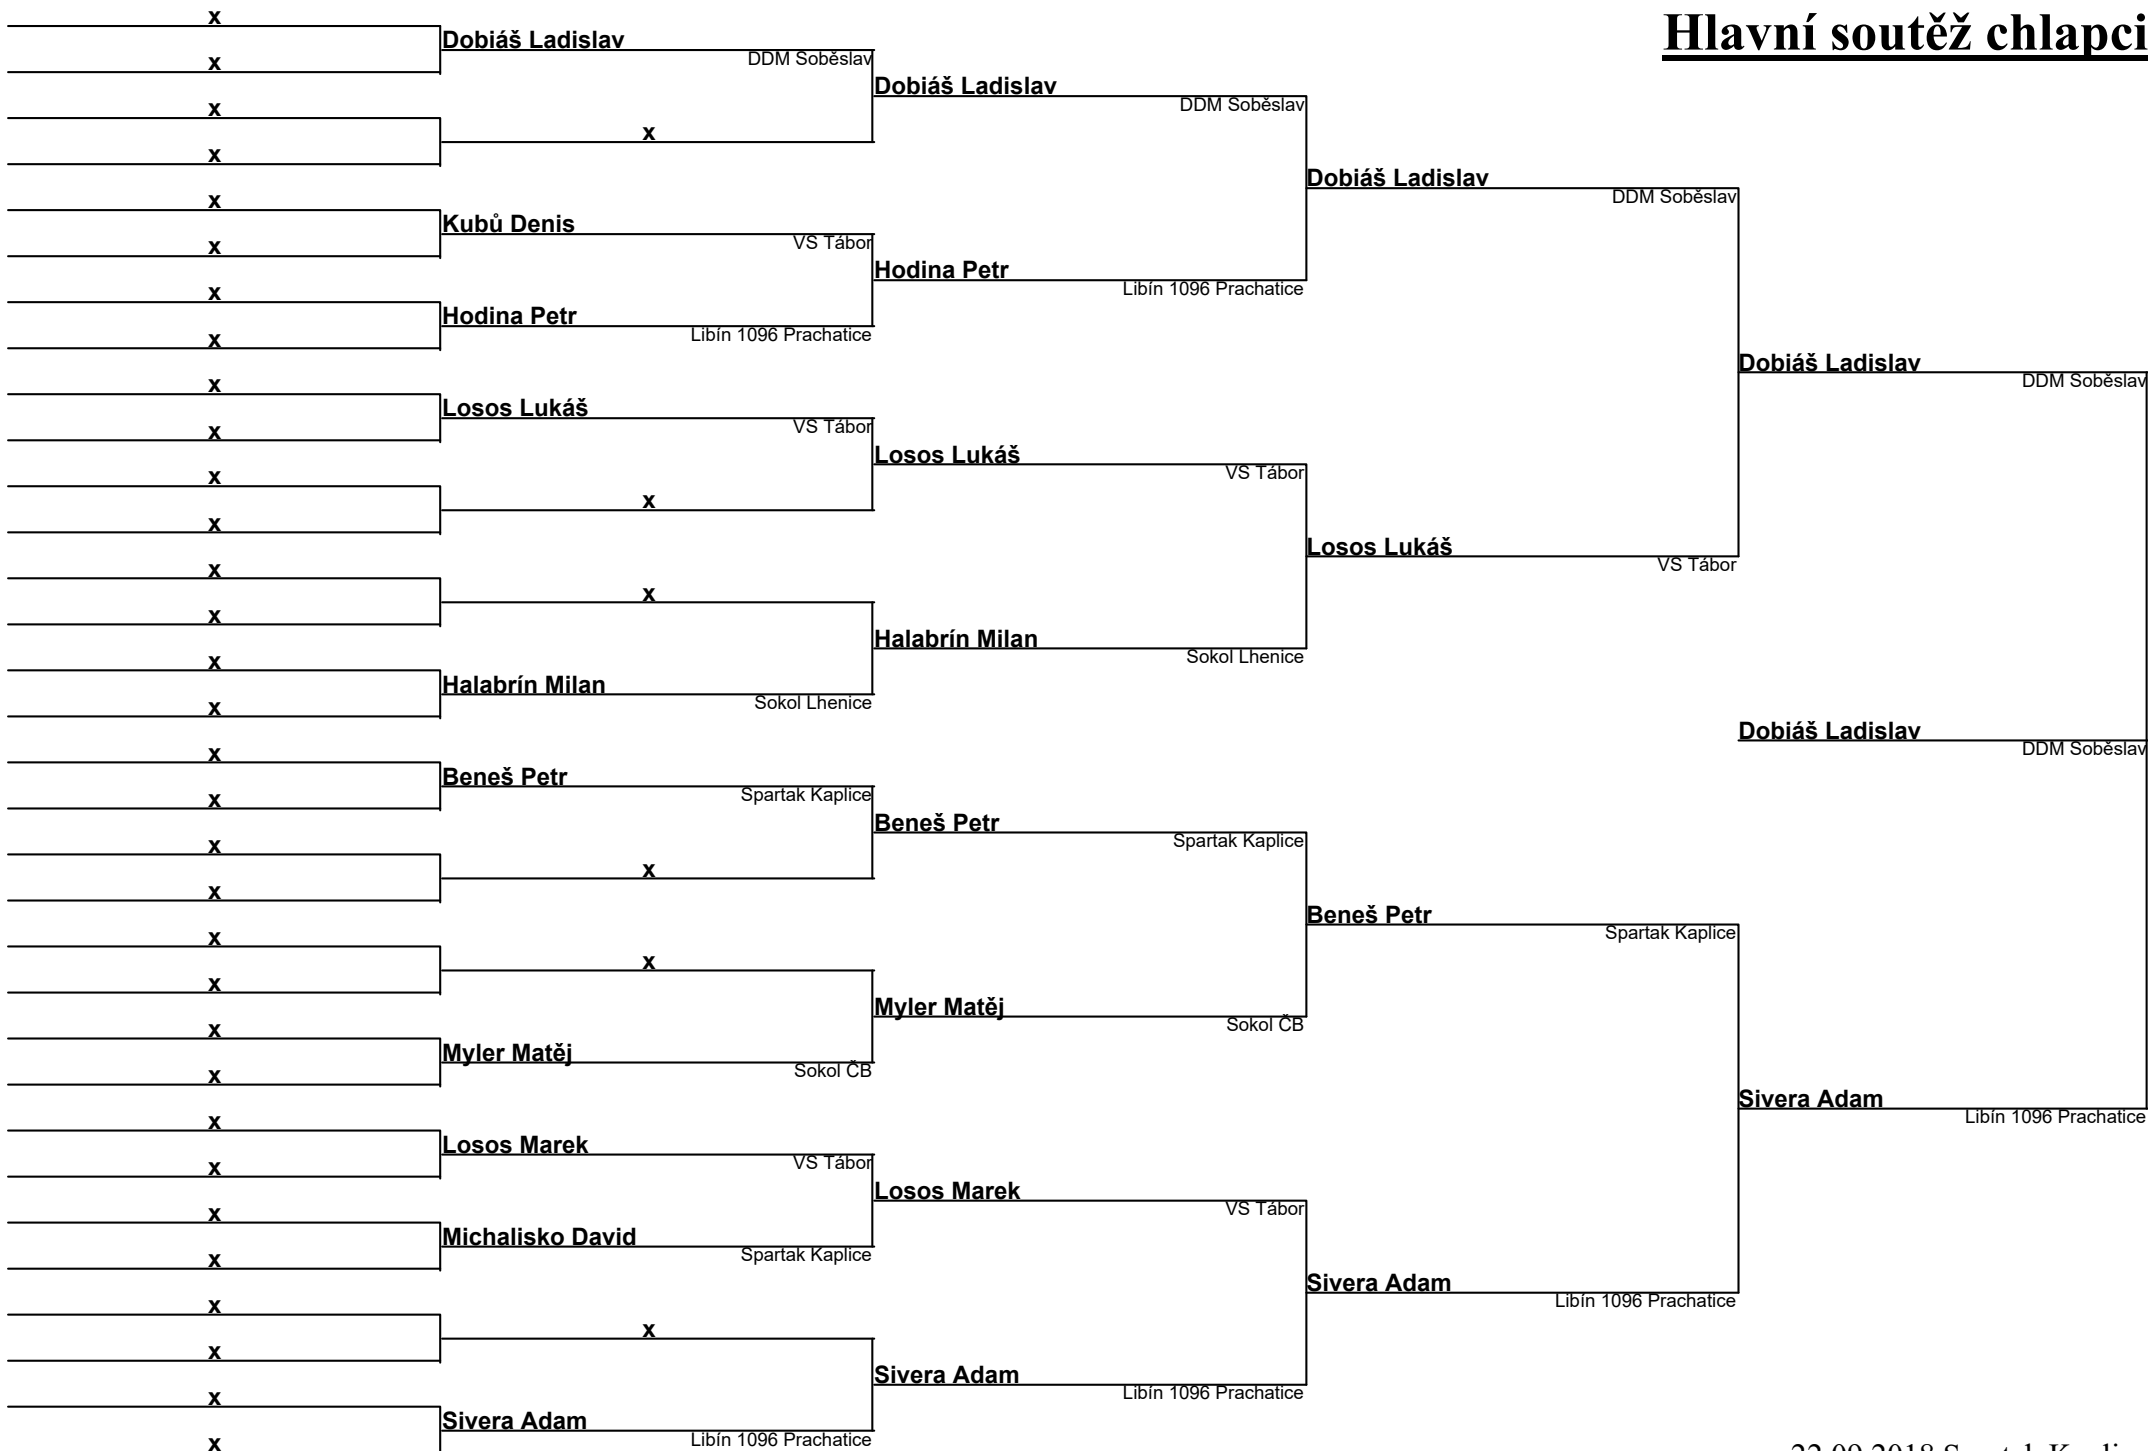 Hlavní soutěž chlapci
x
Dobiáš Ladislav
DDM Soběslav
x
Dobiáš Ladislav
DDM Soběslav
x
x
x
Dobiáš Ladislav
DDM Soběslav
x
Kubů Denis
VS Tábor
x
Hodina Petr
Libín 1096 Prachatice
x
Hodina Petr
Libín 1096 Prachatice
x
Dobiáš Ladislav
DDM Soběslav
x
Losos Lukáš
VS Tábor
x
Losos Lukáš
VS Tábor
x
x
x
Losos Lukáš
VS Tábor
x
x
x
Halabrín Milan
Sokol Lhenice
x
Halabrín Milan
Sokol Lhenice
x
Dobiáš Ladislav
DDM Soběslav
x
Beneš Petr
Spartak Kaplice
x
Beneš Petr
Spartak Kaplice
x
x
x
Beneš Petr
Spartak Kaplice
x
x
x
Myler Matěj
Sokol ČB
x
Myler Matěj
Sokol ČB
x
Sivera Adam
Libín 1096 Prachatice
x
Losos Marek
VS Tábor
x
Losos Marek
VS Tábor
x
Michalisko David
Spartak Kaplice
x
Sivera Adam
Libín 1096 Prachatice
x
x
x
Sivera Adam
Libín 1096 Prachatice
x
Sivera Adam
Libín 1096 Prachatice
x
22.09.2018 Spartak Kaplice